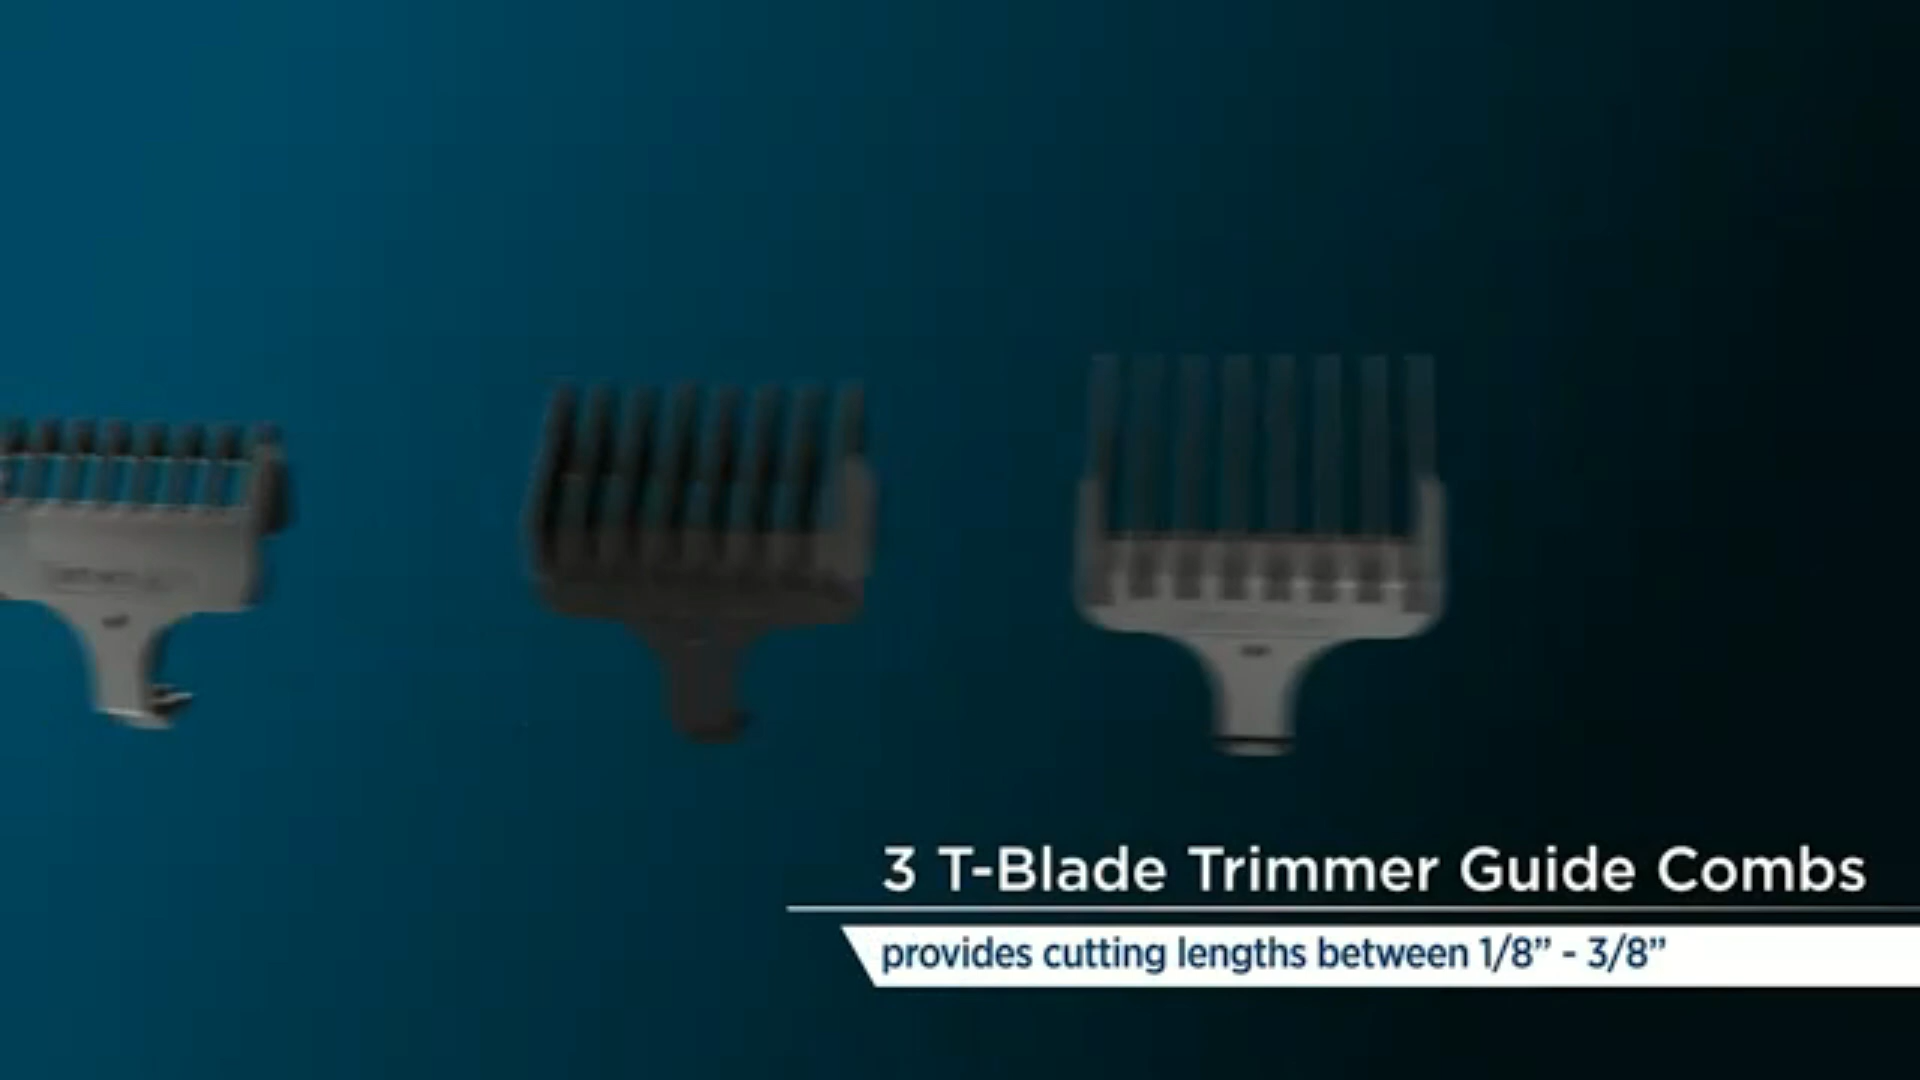 3 T-Blade Trimmer Guide Combs
provides cutting lengths between 1/8” - 3/8”